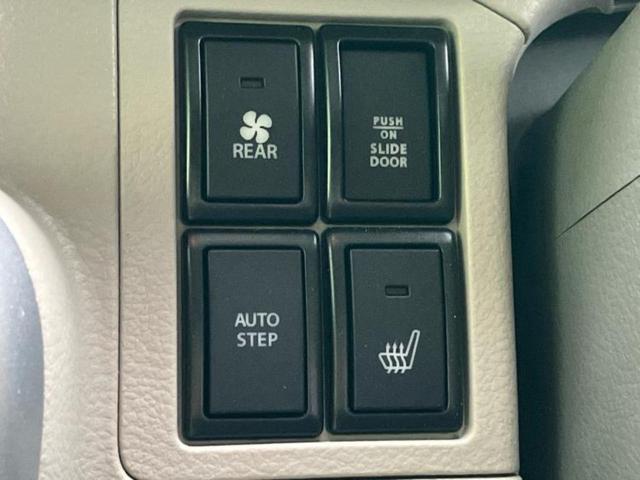 REAR
PUSH
ON
SLIDE
DOOR
AUTO
STEP